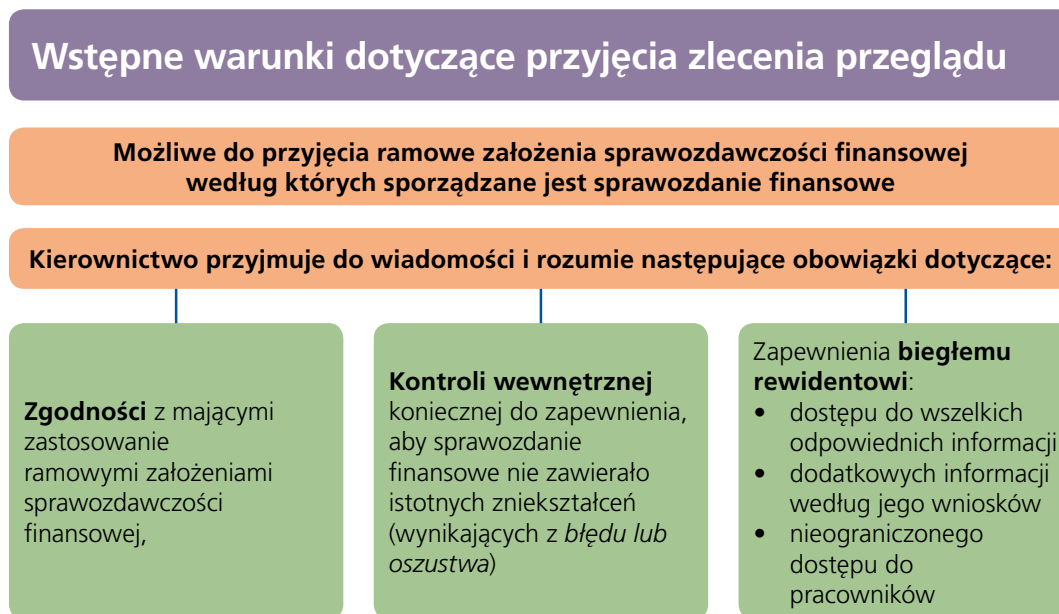 Wstępne warunki dotyczące przyjęcia zlecenia przeglądu
Możliwe do przyjęcia ramowe założenia sprawozdawczości finansowej
według których sporządzane jest sprawozdanie finansowe
Kierownictwo przyjmuje do wiadomości i rozumie następujące obowiązki dotyczące:
Zgodności z mającymi
zastosowanie
ramowymi założeniami
sprawozdawczości
finansowej,
Kontroli wewnętrznej
koniecznej do zapewnienia,
aby sprawozdanie
finansowe nie zawierało
istotnych zniekształceń
(wynikających z błędu lub
oszustwa)
Zapewnienia biegłemu
rewidentowi:
• dostępu do wszelkich
odpowiednich informacji
• dodatkowych informacji
według jego wniosków
• nieograniczonego
dostępu do
pracowników